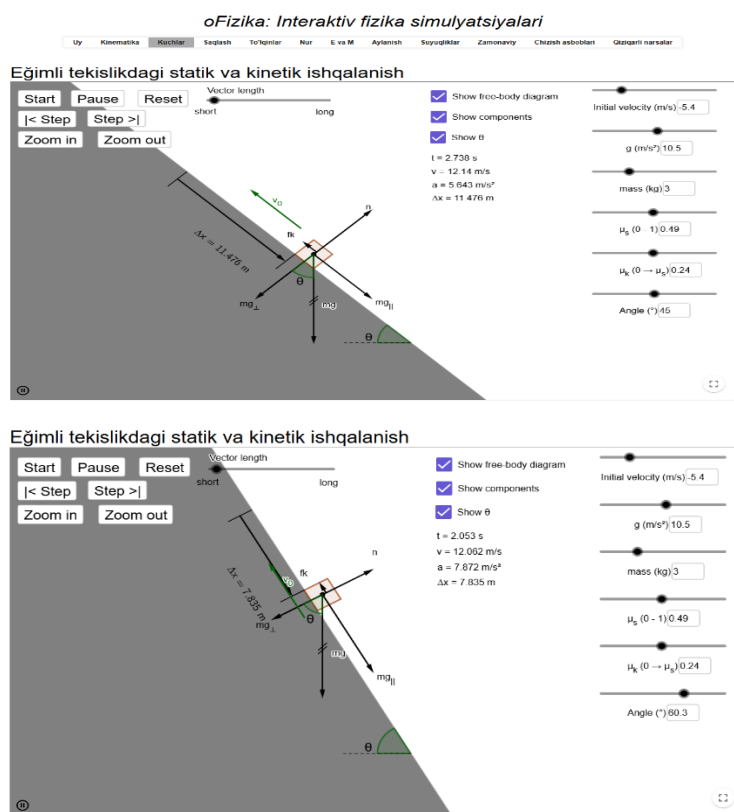 oFizika: Interaktiv fizika simulyatsiyalari
Uy Kinematika Kuchlar Saqlash To'lqinlar Nur E va M Aylanish Suyuqliklar Zamonaviy Chizish asboblari Qiziqarli narsalar
Eğimli tekislikdagi statik va kinetik ishqalanish
Start Pause Reset
|< Step Step >|
Zoom in Zoom out
Vector length
short long
Show free-body diagram
Show components
Show θ
t = 2.738 s
v = 12.14 m/s
a = 5.643 m/s²
Δx = 11.476 m
Initial velocity (m/s) -5.4
g (m/s²) 10.5
mass (kg) 3
μs (0 - 1) 0.49
μk (0 → μs) 0.24
Angle (°) 45
v₀
n
fk
Δx = 11.476 m
θ
mg⊥
mg
mg||
θ
Eğimli tekislikdagi statik va kinetik ishqalanish
Start Pause Reset
|< Step Step >|
Zoom in Zoom out
Vector length
short long
Show free-body diagram
Show components
Show θ
t = 2.053 s
v = 12.062 m/s
a = 7.872 m/s²
Δx = 7.835 m
Initial velocity (m/s) -5.4
g (m/s²) 10.5
mass (kg) 3
μs (0 - 1) 0.49
μk (0 → μs) 0.24
Angle (°) 60.3
n
fk
v₀
Δx = 7.835 m
θ
mg⊥
mg
mg||
θ